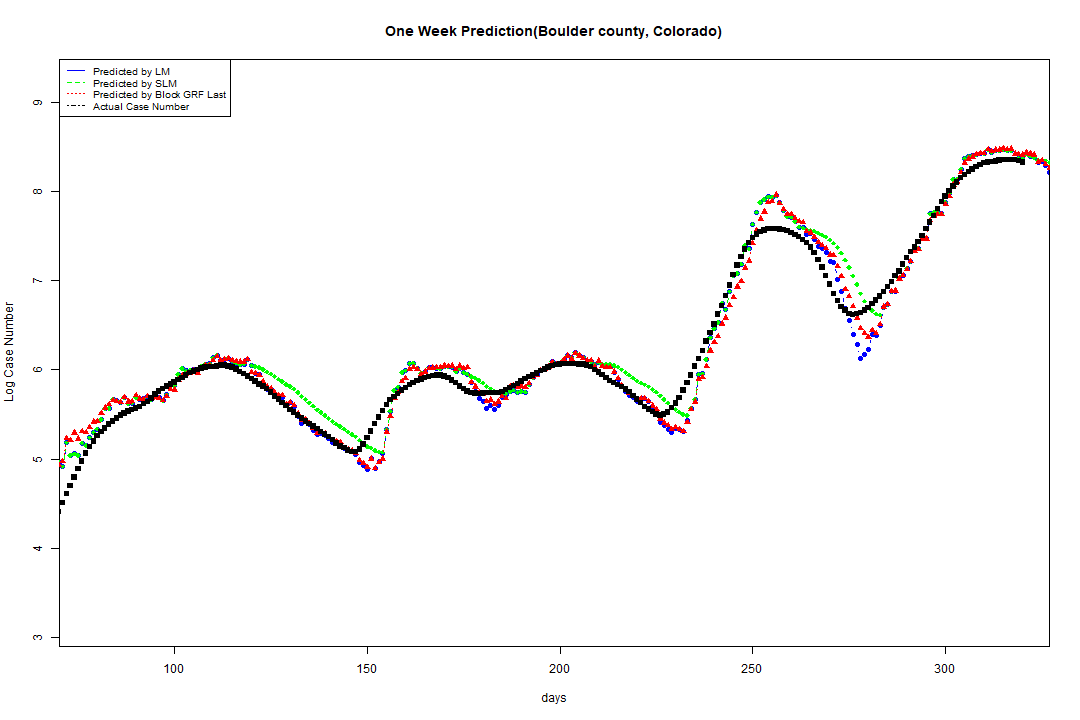 One Week Prediction(Boulder county, Colorado)
Predicted by LM
Predicted by SLM
Predicted by Block GRF Last
Actual Case Number
9
8
7
6
5
4
3
Log Case Number
100 150 200 250 300
days